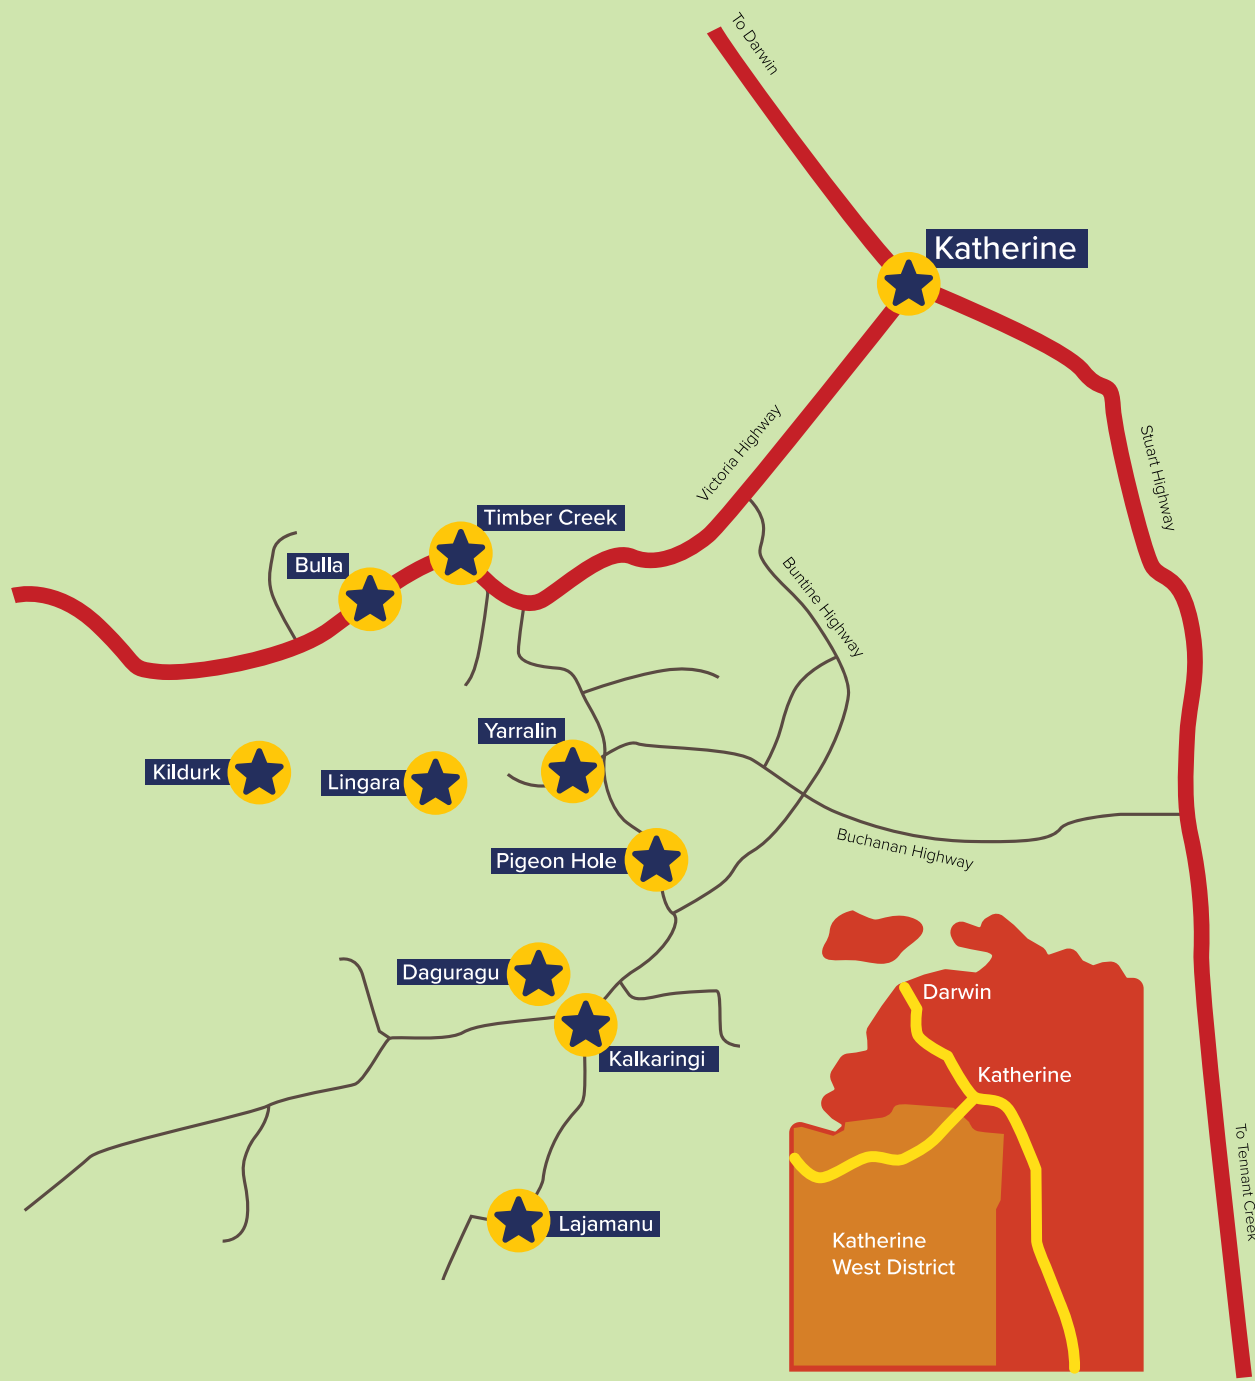 To Darwin
Katherine
Victoria Highway
Stuart Highway
Timber Creek
Bulla
Buntine Highway
Yarralin
Kildurk
Lingara
Buchanan Highway
Pigeon Hole
Daguragu
Kalkaringi
Lajamanu
Darwin
Katherine
Katherine
West District
To Tennant Creek